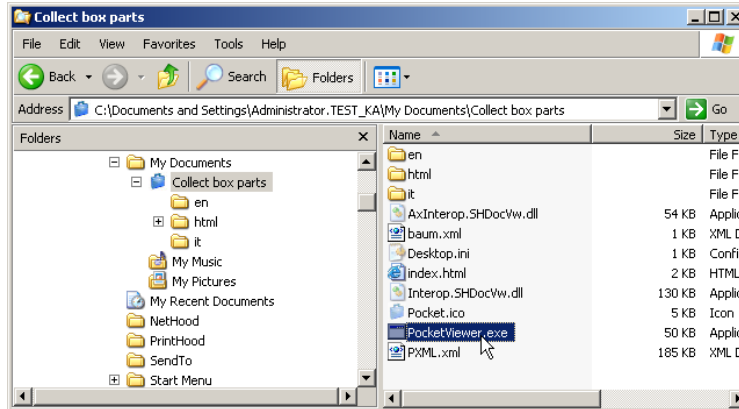 Collect box parts
File Edit View Favorites Tools Help
Back Search Folders
Address C:\Documents and Settings\Administrator.TEST_KA\My Documents\Collect box parts Go
Folders
My Documents
Collect box parts
en
html
it
My Music
My Pictures
My Recent Documents
NetHood
PrintHood
SendTo
Start Menu
Name Size Type
en File F
html File F
it File F
AxInterop.SHDocVw.dll 54 KB Applic
baum.xml 1 KB XML D
Desktop.ini 1 KB Confi
index.html 2 KB HTML
Interop.SHDocVw.dll 130 KB Applic
Pocket.ico 5 KB Icon
PocketViewer.exe 50 KB Applic
PXML.xml 185 KB XML D